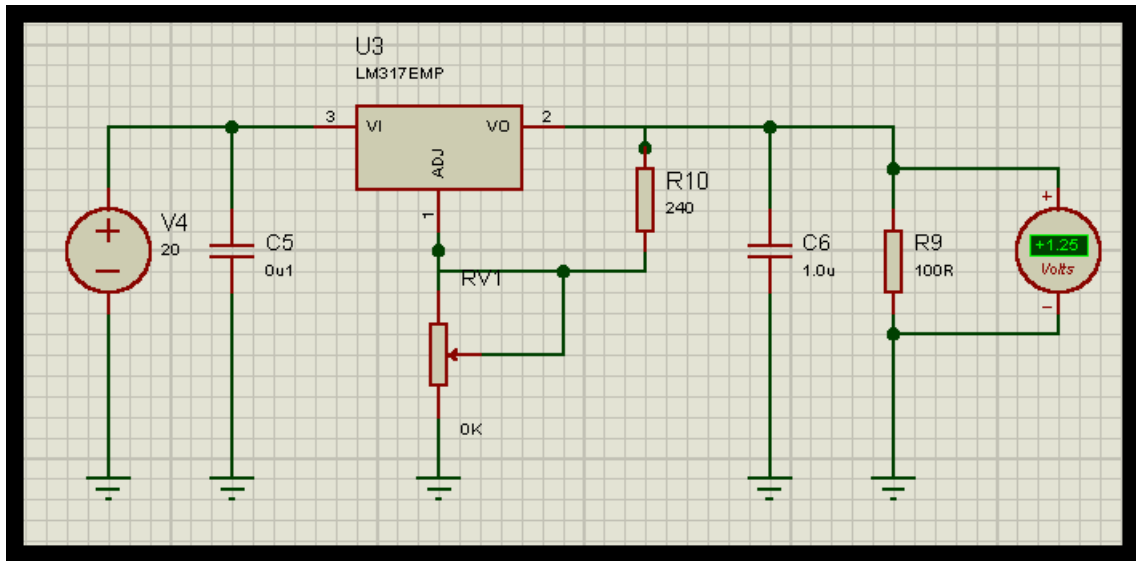 U3
LM317EMP
3
VI
VO
2
ADJ
1
V4
20
C5
0u1
RV1
0K
R10
240
C6
1.0u
R9
100R
+
+1.25
Volts
−